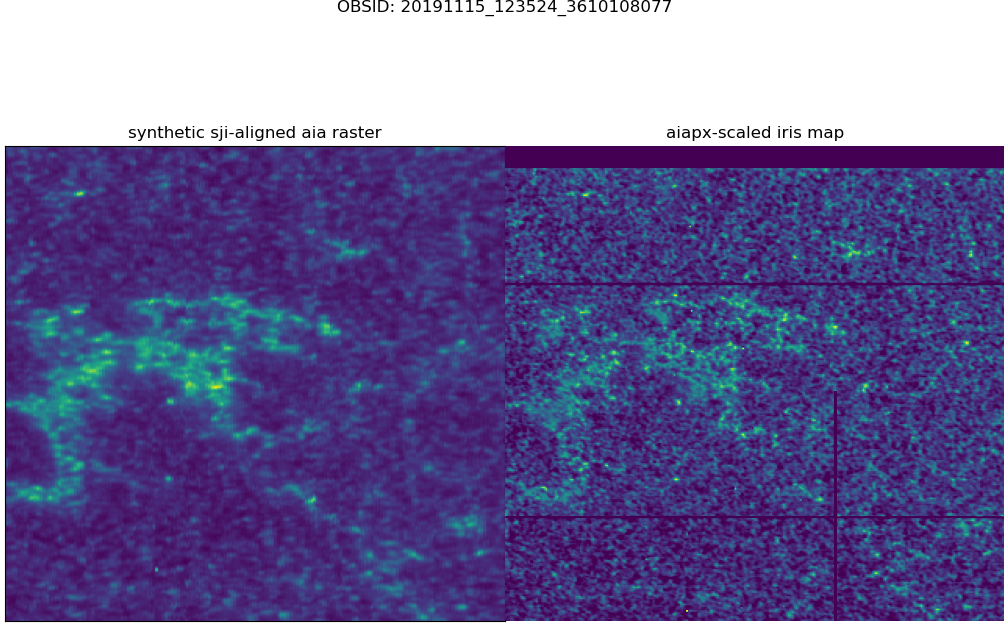 OBSID: 20191115_123524_3610108077
synthetic sji-aligned aia raster
aiapx-scaled iris map